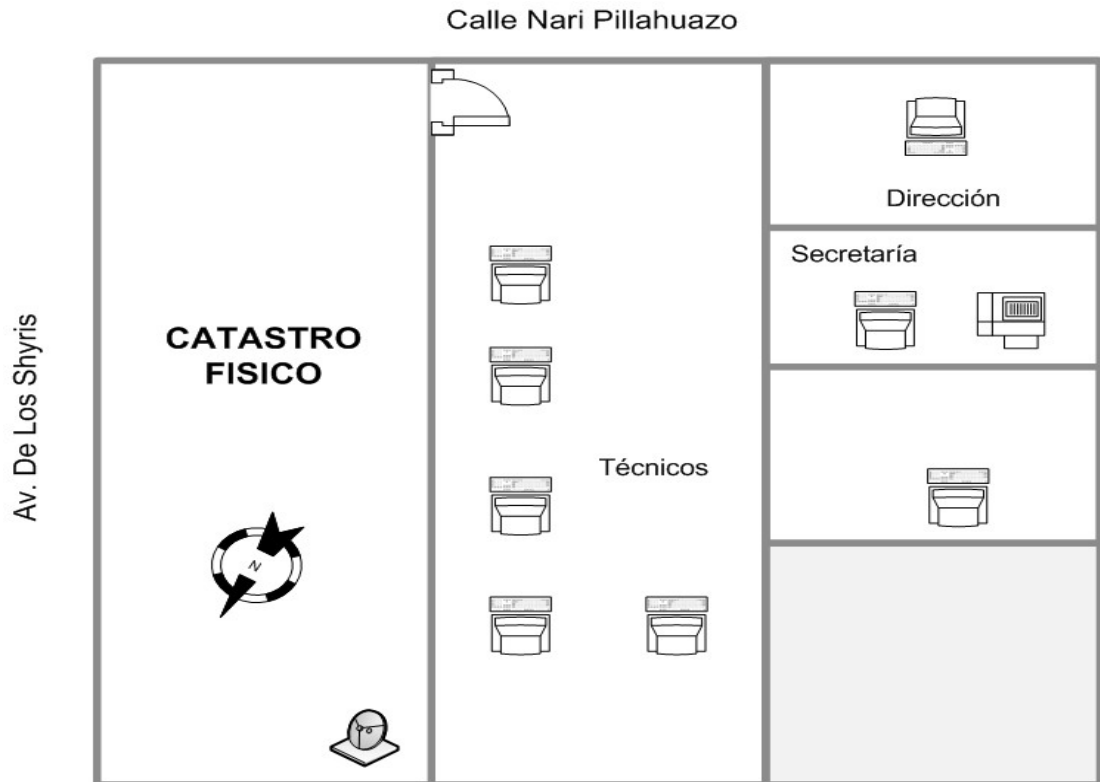 Calle Nari Pillahuazo
Av. De Los Shyris
CATASTRO
FISICO
N
Técnicos
Dirección
Secretaría